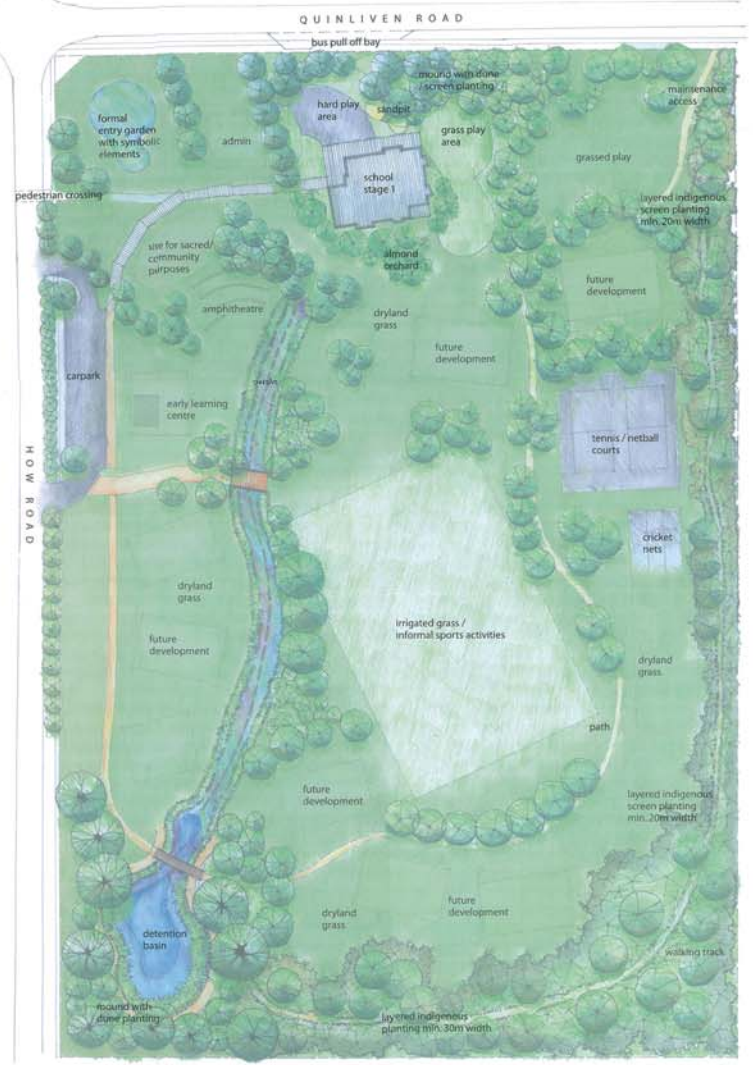 QUINLIVEN ROAD
bus pull off bay
mound with dune
/ screen planting
maintenance
access
hard play
area
sandpit
formal
entry garden
with symbolic
elements
admin
grass play
area
grassed play
school
stage 1
pedestrian crossing
layered indigenous
screen planting
min. 20m width
use for sacred/
community
purposes
almond
orchard
future
development
amphitheatre
dryland
grass
future
development
carpark
swale
early learning
centre
tennis / netball
courts
HOW ROAD
cricket
nets
dryland
grass
irrigated grass /
informal sports activities
future
development
dryland
grass
path
future
development
layered indigenous
screen planting
min. 20m width
future
development
dryland
grass
detention
basin
walking track
mound with
dune planting
layered indigenous
planting min. 30m width